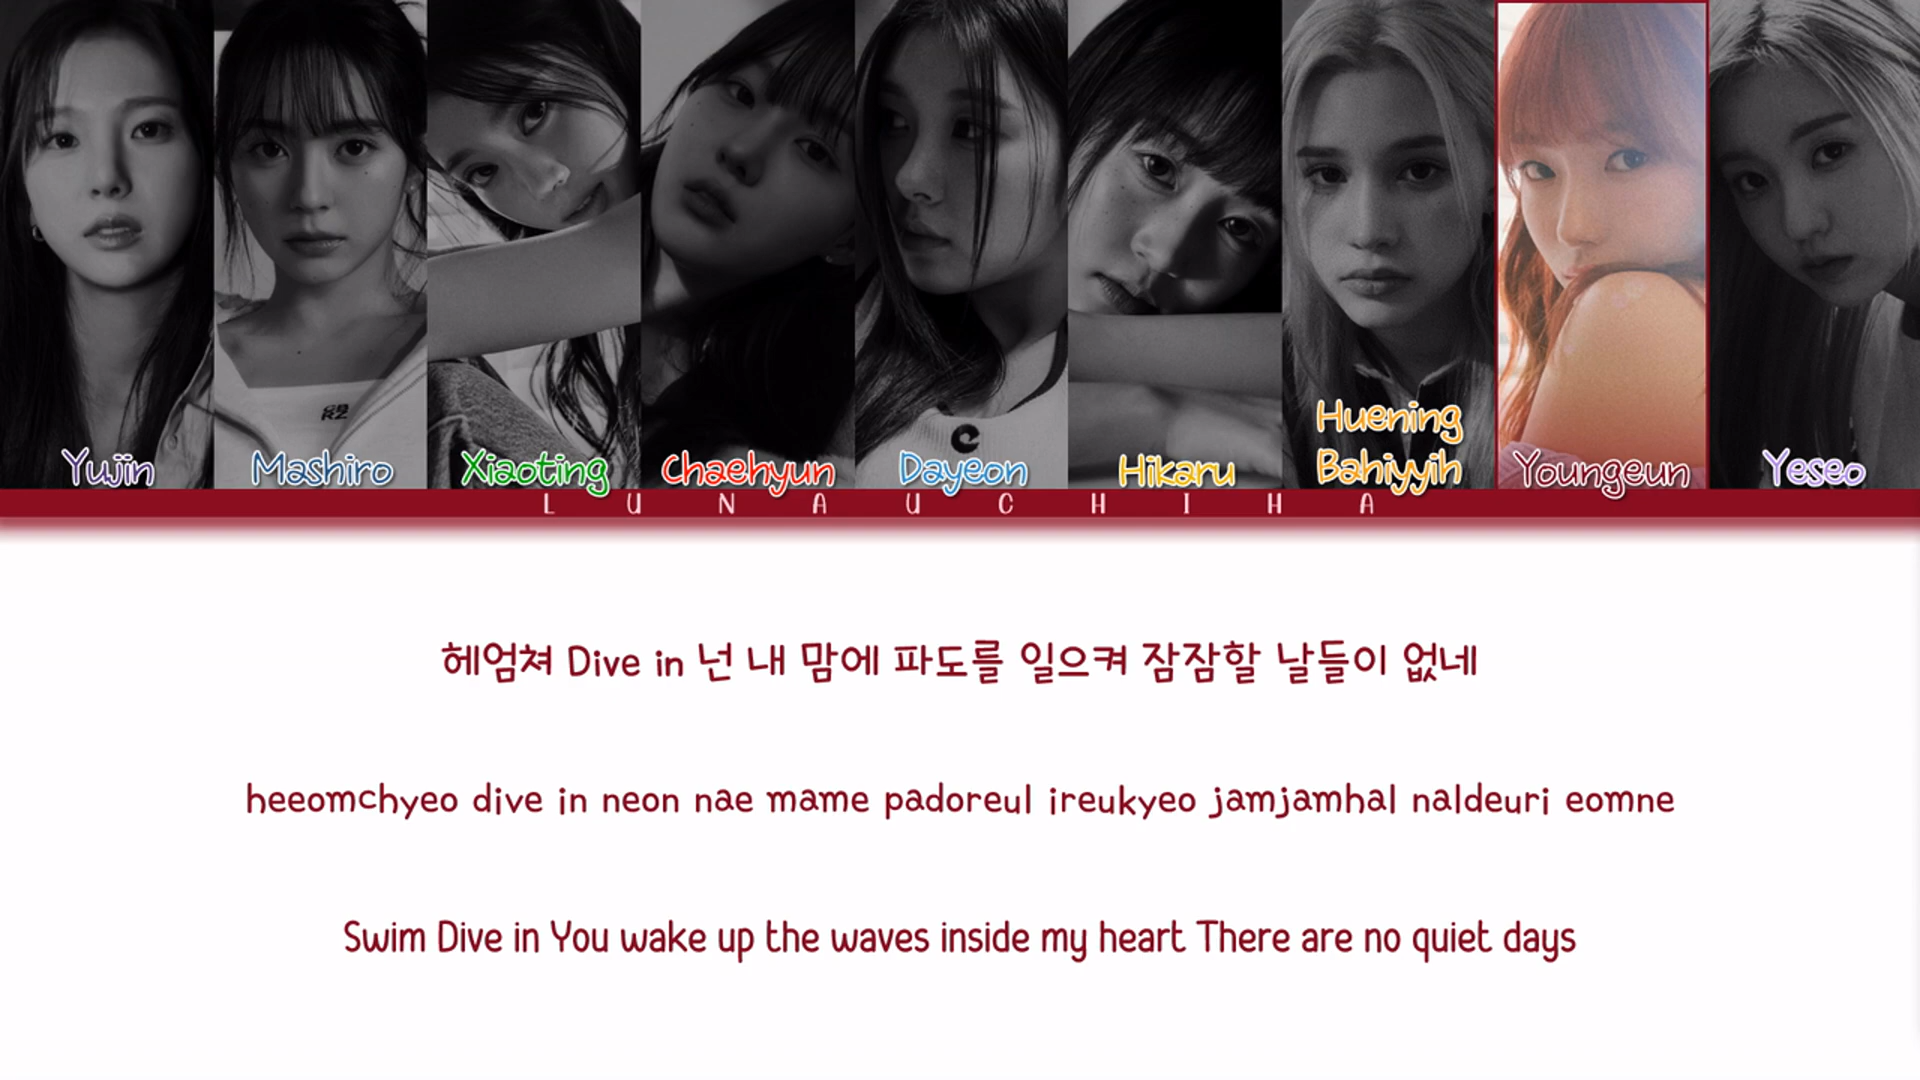 CB
RZ
C
Yujin
Mashiro
Xiaoting
Chaehyun
Dayeon
Hikaru
Huening
Bahiyyih
Youngeun
Yeseo
L U N A U C H I H A
헤엄쳐 Dive in 넌 내 맘에 파도를 일으켜 잠잠할 날들이 없네
heeomchyeo dive in neon nae mame padoreul ireukyeo jamjamhal naldeuri eomne
Swim Dive in You wake up the waves inside my heart There are no quiet days